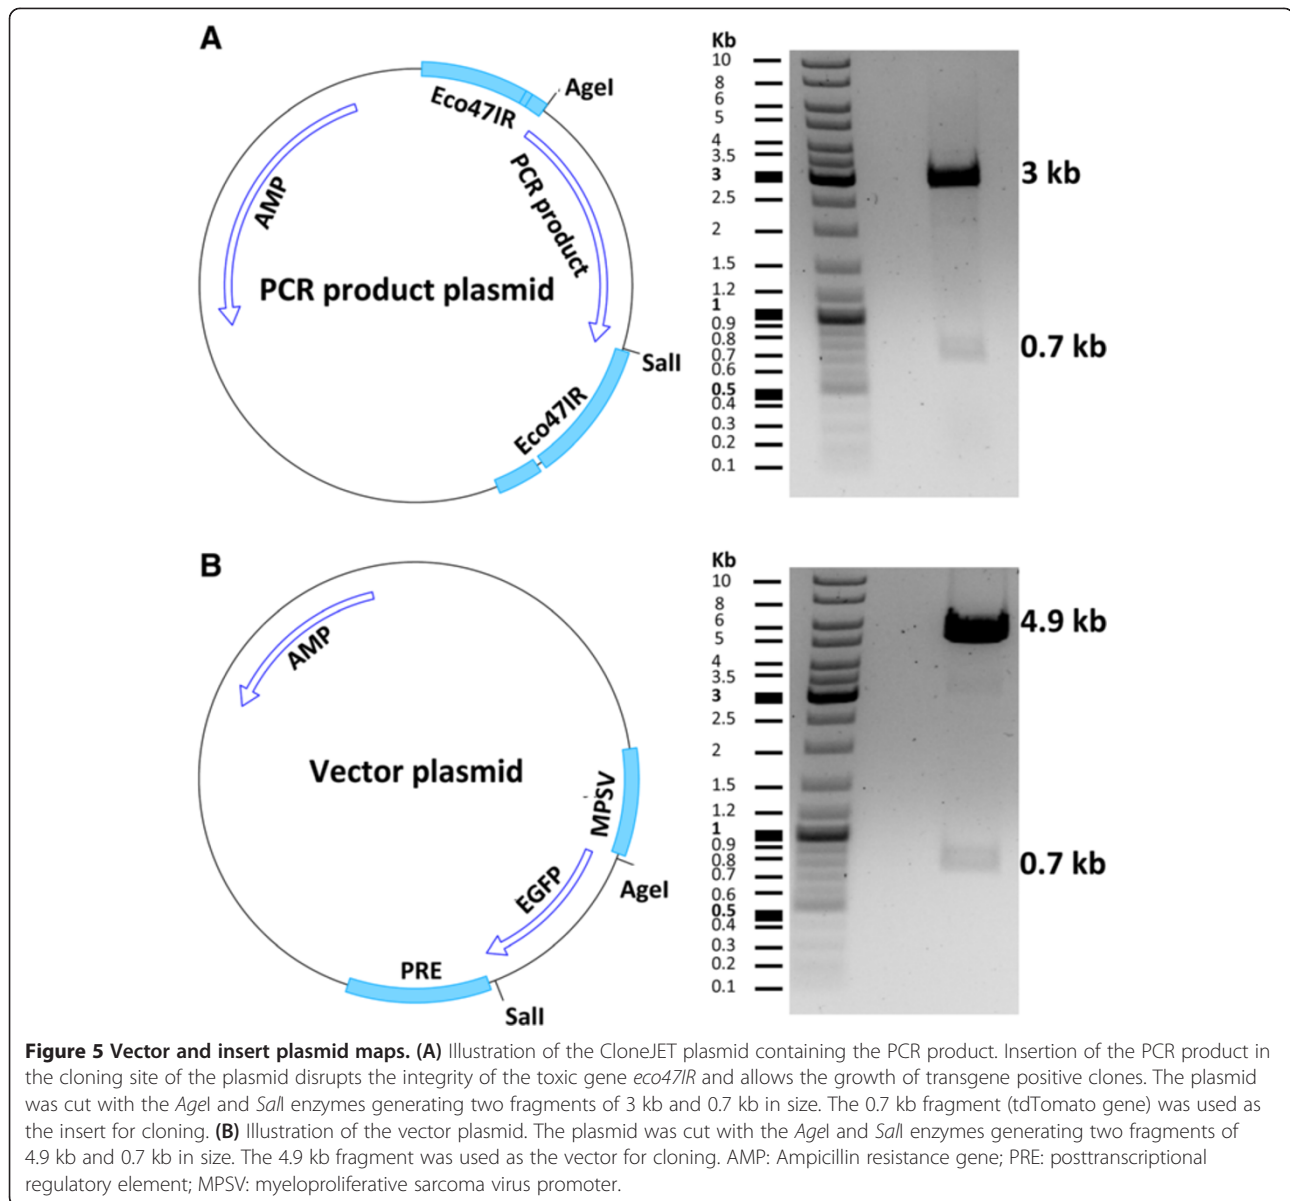 A
Eco47IR
AgeI
AMP
PCR product
PCR product plasmid
SalI
Eco47IR
Kb
10
8
6
5
4
3.5
3
2.5
2
1.5
1.2
1
0.9
0.8
0.7
0.6
0.5
0.4
0.3
0.2
0.1
3 kb
0.7 kb
B
AMP
Vector plasmid
MPSV
AgeI
EGFP
PRE
SalI
Kb
10
8
6
5
4
3.5
3
2.5
2
1.5
1.2
1
0.9
0.8
0.7
0.6
0.5
0.4
0.3
0.2
0.1
4.9 kb
0.7 kb
Figure 5 Vector and insert plasmid maps. (A) Illustration of the CloneJET plasmid containing the PCR product. Insertion of the PCR product in
the cloning site of the plasmid disrupts the integrity of the toxic gene eco47IR and allows the growth of transgene positive clones. The plasmid
was cut with the AgeI and SalI enzymes generating two fragments of 3 kb and 0.7 kb in size. The 0.7 kb fragment (tdTomato gene) was used as
the insert for cloning. (B) Illustration of the vector plasmid. The plasmid was cut with the AgeI and SalI enzymes generating two fragments of
4.9 kb and 0.7 kb in size. The 4.9 kb fragment was used as the vector for cloning. AMP: Ampicillin resistance gene; PRE: posttranscriptional
regulatory element; MPSV: myeloproliferative sarcoma virus promoter.